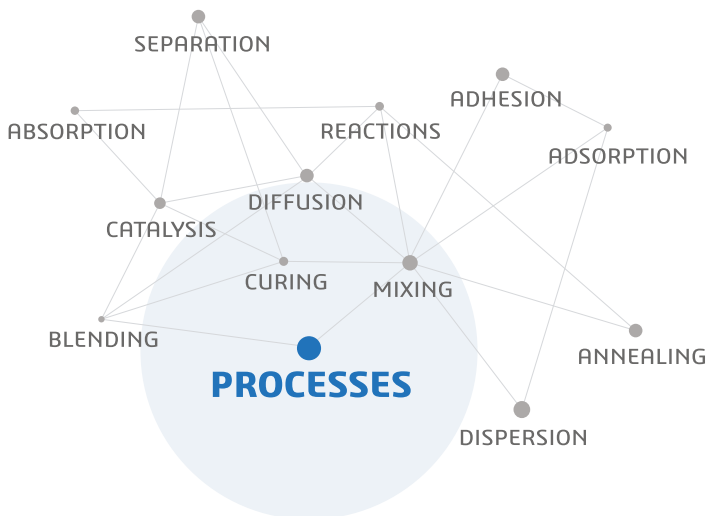 SEPARATION
ADHESION
ABSORPTION
REACTIONS
ADSORPTION
DIFFUSION
CATALYSIS
CURING
MIXING
BLENDING
ANNEALING
PROCESSES
DISPERSION